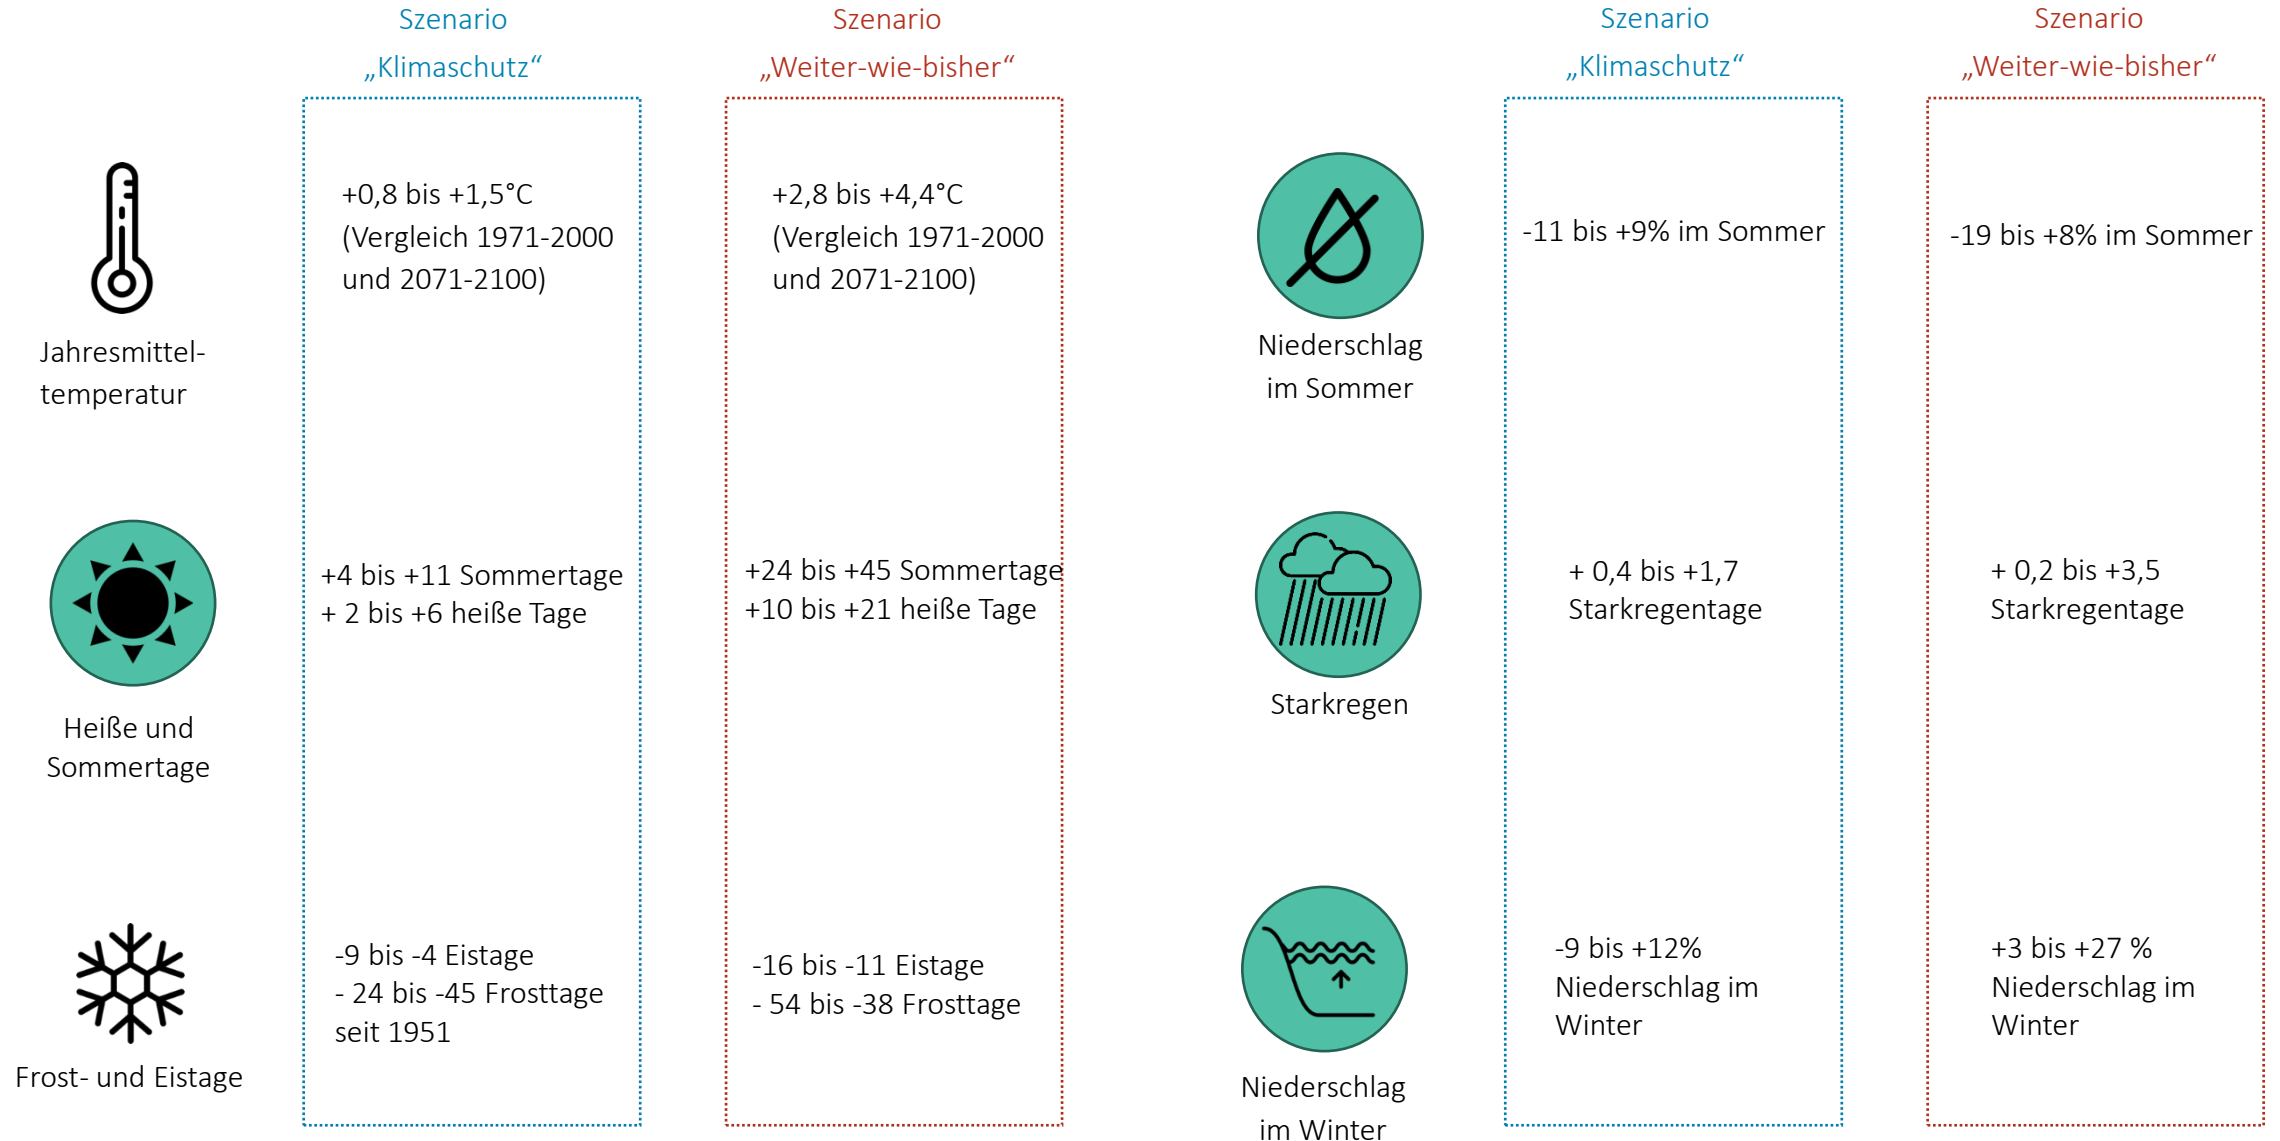 Szenario
„Klimaschutz“
Szenario
„Weiter-wie-bisher“
Jahresmittel-
temperatur
+0,8 bis +1,5°C
(Vergleich 1971-2000
und 2071-2100)
+2,8 bis +4,4°C
(Vergleich 1971-2000
und 2071-2100)
Heiße und
Sommertage
+4 bis +11 Sommertage
+ 2 bis +6 heiße Tage
+24 bis +45 Sommertage
+10 bis +21 heiße Tage
Frost- und Eistage
-9 bis -4 Eistage
- 24 bis -45 Frosttage
seit 1951
-16 bis -11 Eistage
- 54 bis -38 Frosttage
Szenario
„Klimaschutz“
Szenario
„Weiter-wie-bisher“
Niederschlag
im Sommer
-11 bis +9% im Sommer
-19 bis +8% im Sommer
Starkregen
+ 0,4 bis +1,7
Starkregentage
+ 0,2 bis +3,5
Starkregentage
Niederschlag
im Winter
-9 bis +12%
Niederschlag im
Winter
+3 bis +27 %
Niederschlag im
Winter